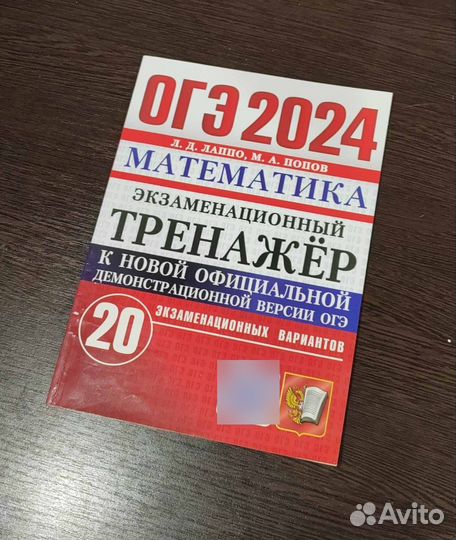 ОГЭ 2024
Л. Д. ЛАППО, М. А. ПОПОВ
МАТЕМАТИКА
ЭКЗАМЕНАЦИОННЫЙ
ТРЕНАЖЁР
К НОВОЙ ОФИЦИАЛЬНОЙ
ДЕМОНСТРАЦИОННОЙ ВЕРСИИ ОГЭ
20 ЭКЗАМЕНАЦИОННЫХ ВАРИАНТОВ
Avito